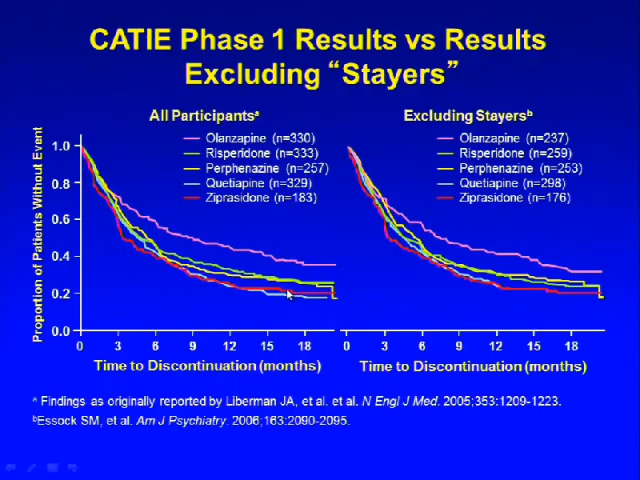 CATIE Phase 1 Results vs Results
Excluding “Stayers”
All Participantsᵃ
Excluding Stayersᵇ
Proportion of Patients Without Event
1.0
0.8
0.6
0.4
0.2
0.0
Olanzapine (n=330)
Risperidone (n=333)
Perphenazine (n=257)
Quetiapine (n=329)
Ziprasidone (n=183)
Olanzapine (n=237)
Risperidone (n=259)
Perphenazine (n=253)
Quetiapine (n=298)
Ziprasidone (n=176)
0 3 6 9 12 15 18
0 3 6 9 12 15 18
Time to Discontinuation (months)
Time to Discontinuation (months)
ᵃ Findings as originally reported by Liberman JA, et al. et al. N Engl J Med. 2005;353:1209-1223.
ᵇEssock SM, et al. Am J Psychiatry. 2006;163:2090-2095.